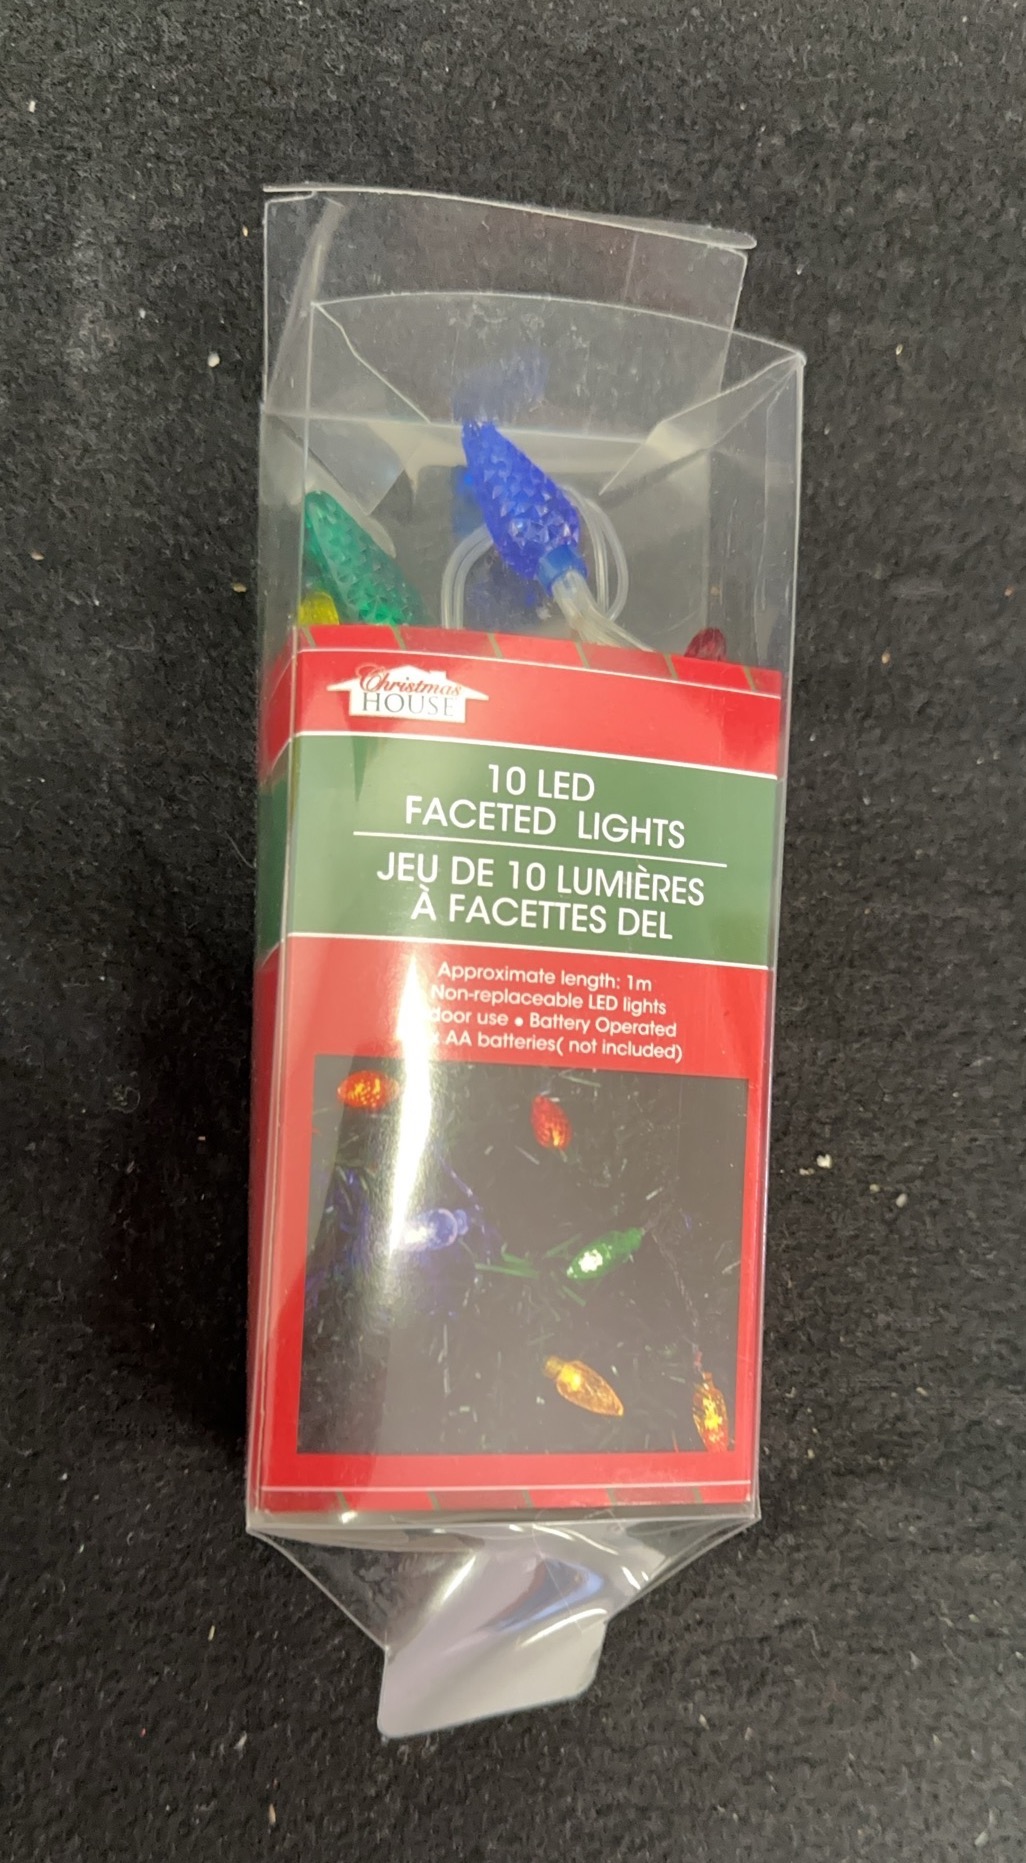 Christmas
HOUSE
10 LED
FACETED LIGHTS
JEU DE 10 LUMIÈRES
À FACETTES DEL
Approximate length: 1m
Non-replaceable LED lights
use • Battery Operated
AA batteries( not included)